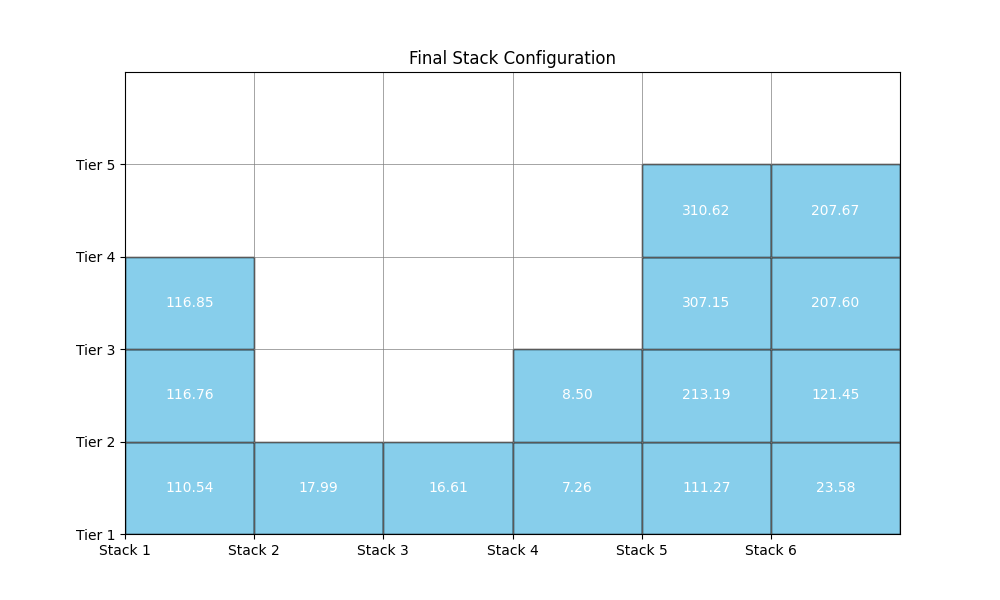 Final Stack Configuration
Tier 5
310.62 207.67
Tier 4
116.85 307.15 207.60
Tier 3
116.76 8.50 213.19 121.45
Tier 2
110.54 17.99 16.61 7.26 111.27 23.58
Tier 1
Stack 1 Stack 2 Stack 3 Stack 4 Stack 5 Stack 6